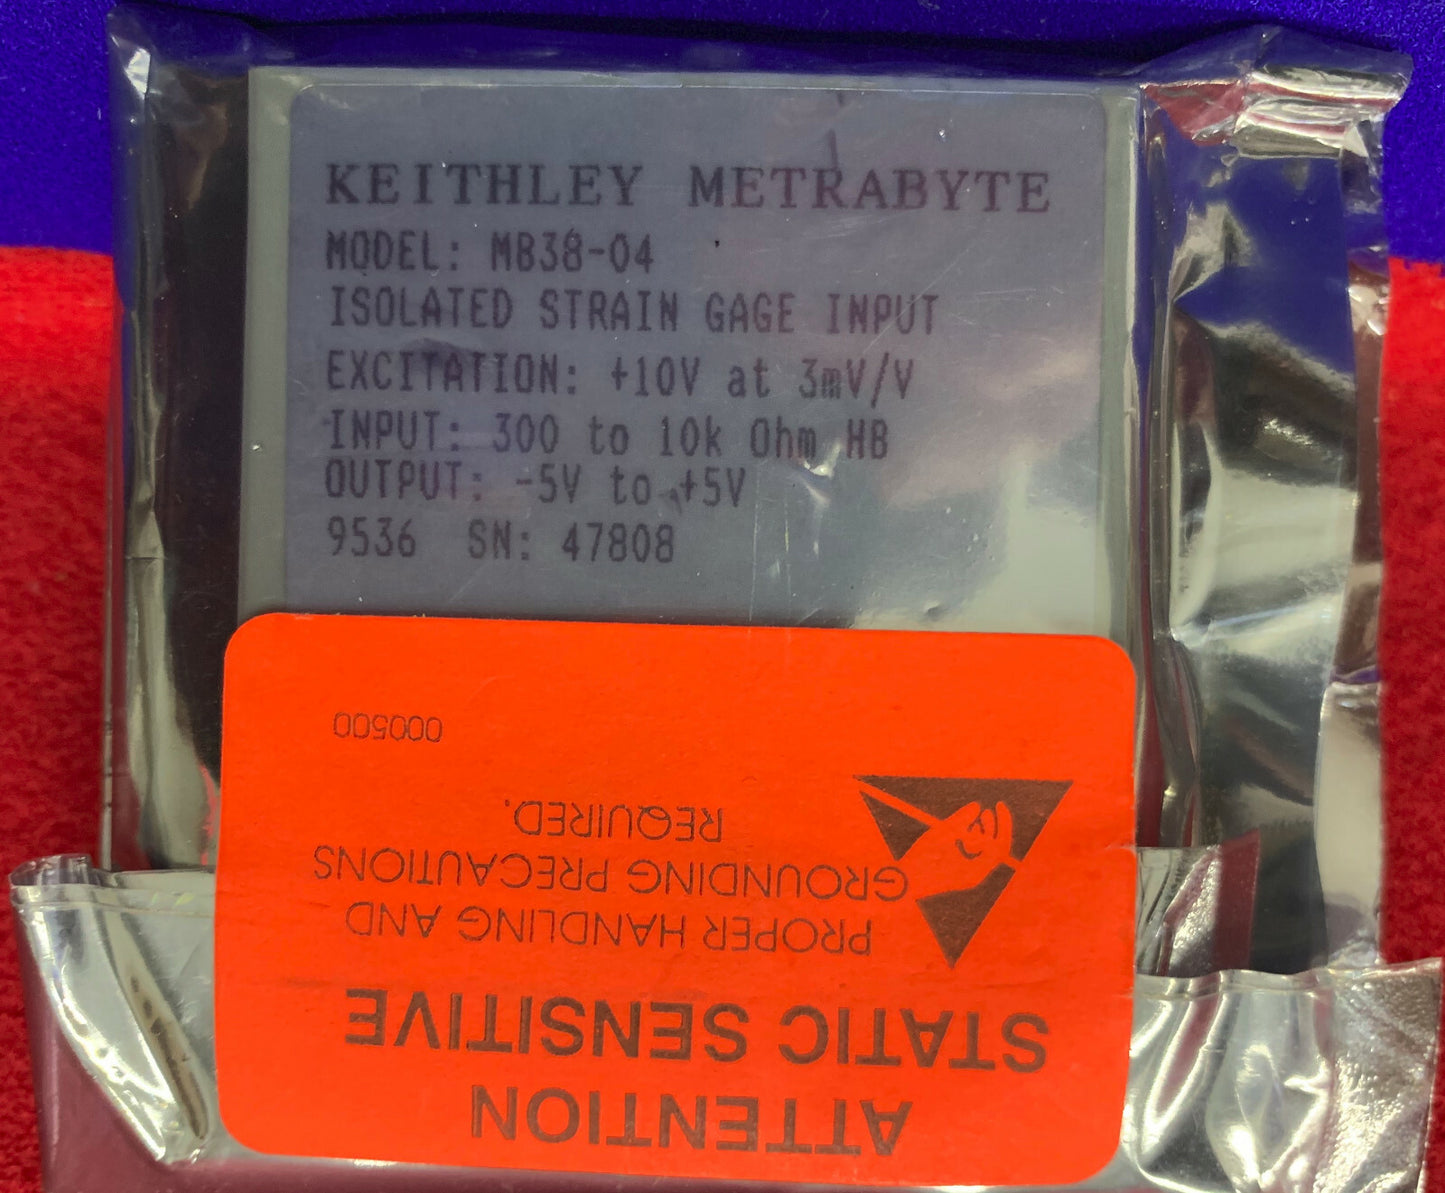 KEITHLEY METRABYTE
MODEL: MB38-04
ISOLATED STRAIN GAGE INPUT
EXCITATION: +10V at 3mV/V
INPUT: 300 to 10k Ohm HB
OUTPUT: -5V to +5V
9536 SN: 47808
ATTENTION
STATIC SENSITIVE
PROPER HANDLING AND
GROUNDING PRECAUTIONS
REQUIRED.
000500